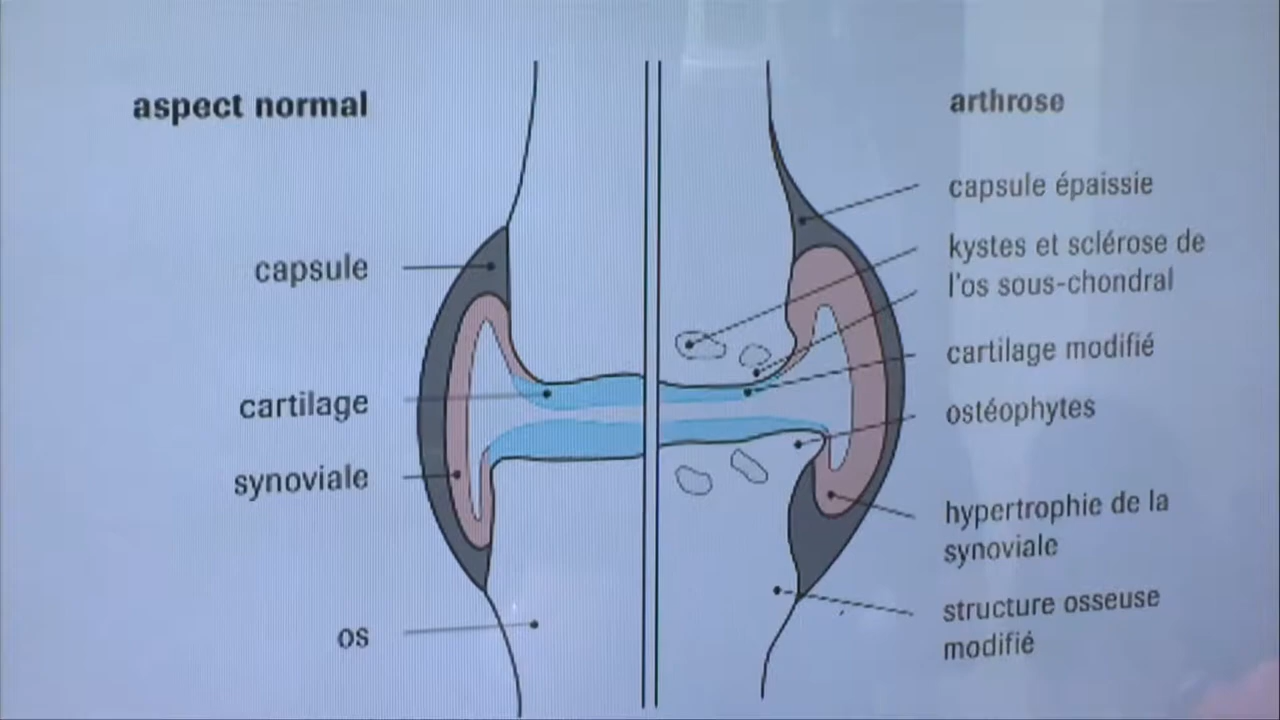 aspect normal
capsule
cartilage
synoviale
os
arthrose
capsule épaissie
kystes et sclérose de
l'os sous-chondral
cartilage modifié
ostéophytes
hypertrophie de la
synoviale
structure osseuse
modifié